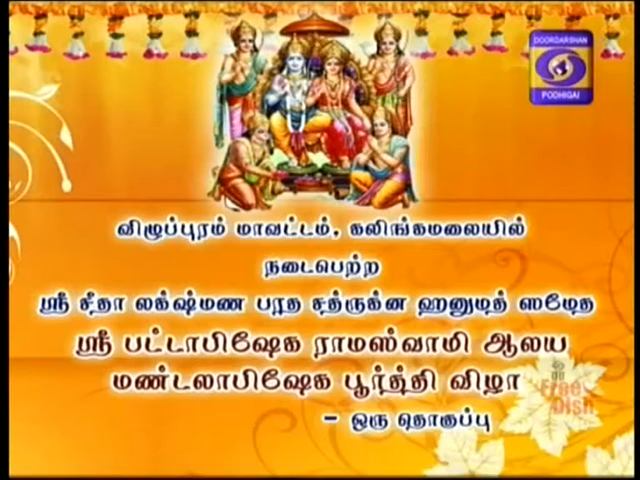 DOORDARSHAN
PODHIGAI
விழுப்புரம் மாவட்டம், கலிங்கமலையில்
நடைபெற்ற
ஸ்ரீ சீதா லக்ஷ்மண பரத சத்ருக்ன ஹனுமத் ஸமேத
ஸ்ரீ பட்டாபிஷேக ராமஸ்வாமி ஆலய
மண்டலாபிஷேக பூர்த்தி விழா
– ஒரு தொகுப்பு
Free
Dish